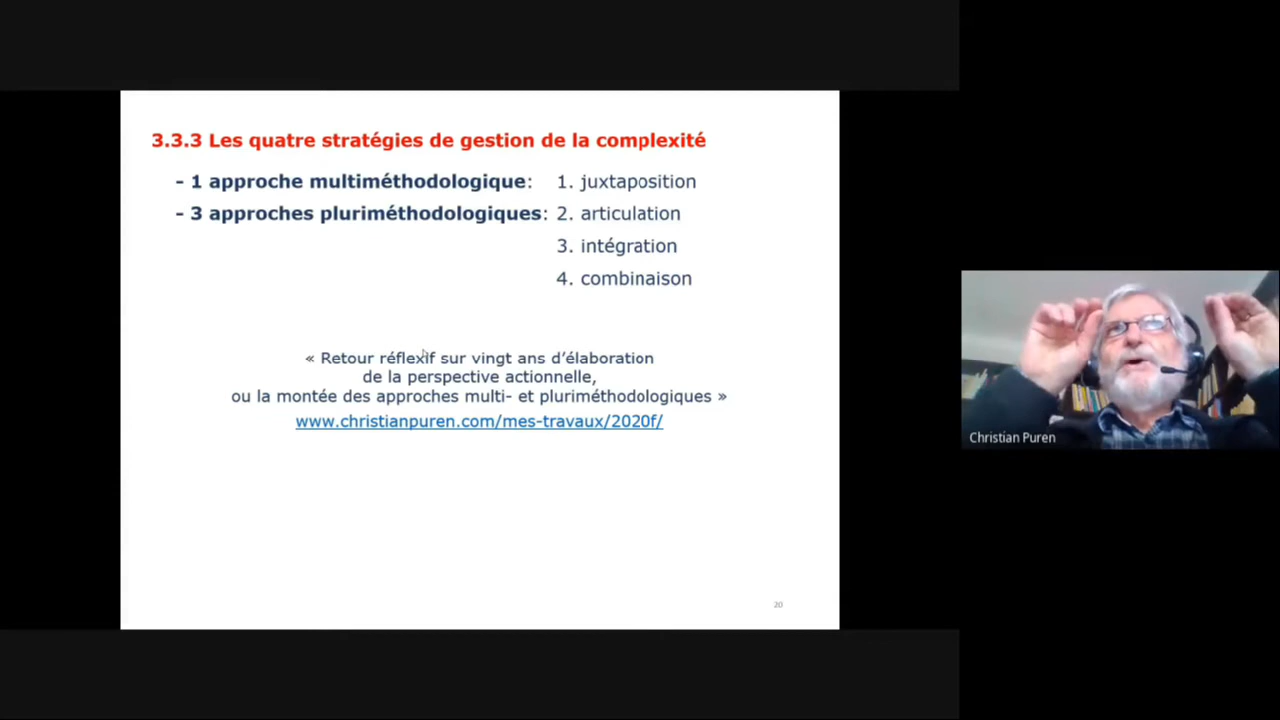 3.3.3 Les quatre stratégies de gestion de la complexité
- 1 approche multiméthodologique: 1. juxtaposition
- 3 approches pluriméthodologiques: 2. articulation
3. intégration
4. combinaison
« Retour réflexif sur vingt ans d’élaboration
de la perspective actionnelle,
ou la montée des approches multi- et pluriméthodologiques »
www.christianpuren.com/mes-travaux/2020f/
20
Christian Puren